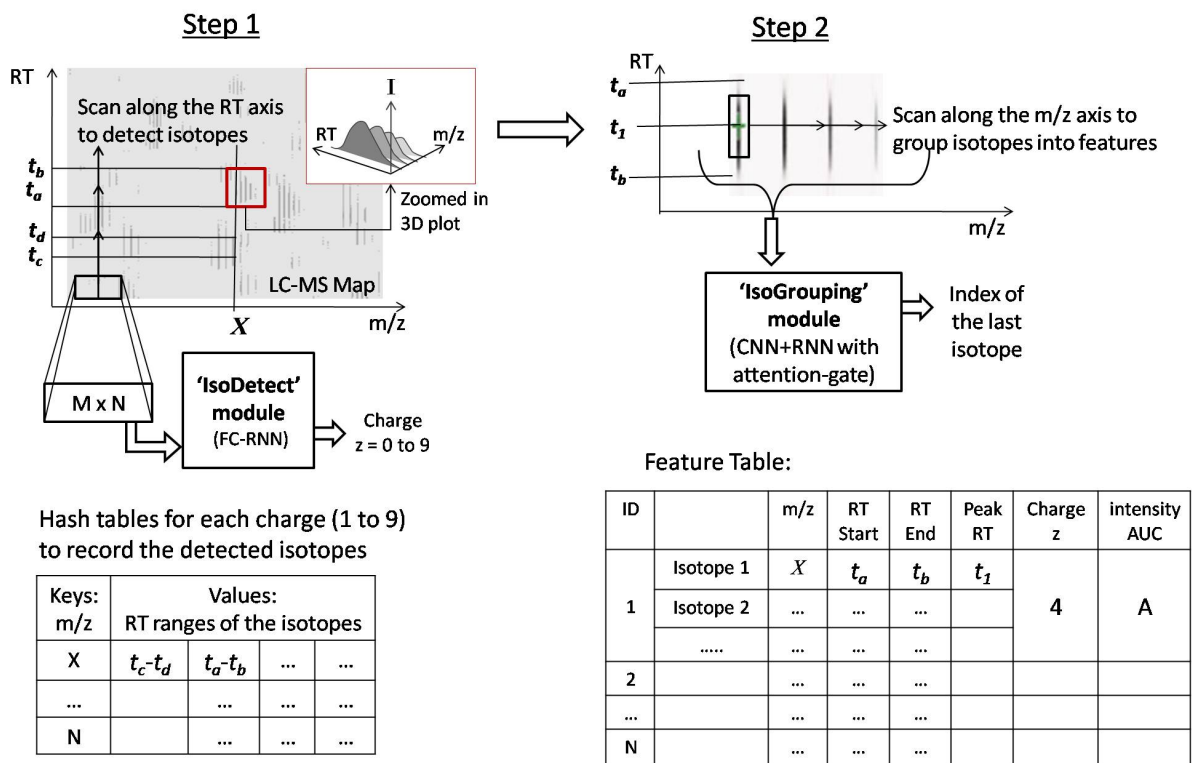 Step 1
RT
Scan along the RT axis
to detect isotopes
I
RT
m/z
t_b
t_a
t_d
t_c
Zoomed in
3D plot
LC-MS Map
X
m/z
M x N
'IsoDetect'
module
(FC-RNN)
Charge
z = 0 to 9
Hash tables for each charge (1 to 9)
to record the detected isotopes
Keys: Values:
m/z RT ranges of the isotopes
X t_c-t_d t_a-t_b ... ...
... ... ... ...
N ... ... ...
Step 2
RT
t_a
t_1
t_b
Scan along the m/z axis to
group isotopes into features
m/z
'IsoGrouping'
module
(CNN+RNN with
attention-gate)
Index of
the last
isotope
Feature Table:
ID m/z RT RT Peak Charge intensity
Start End RT z AUC
Isotope 1 X t_a t_b t_1
1 Isotope 2 ... ... ... 4 A
..... ... ... ...
2 ... ... ...
... ... ... ...
N ... ... ...